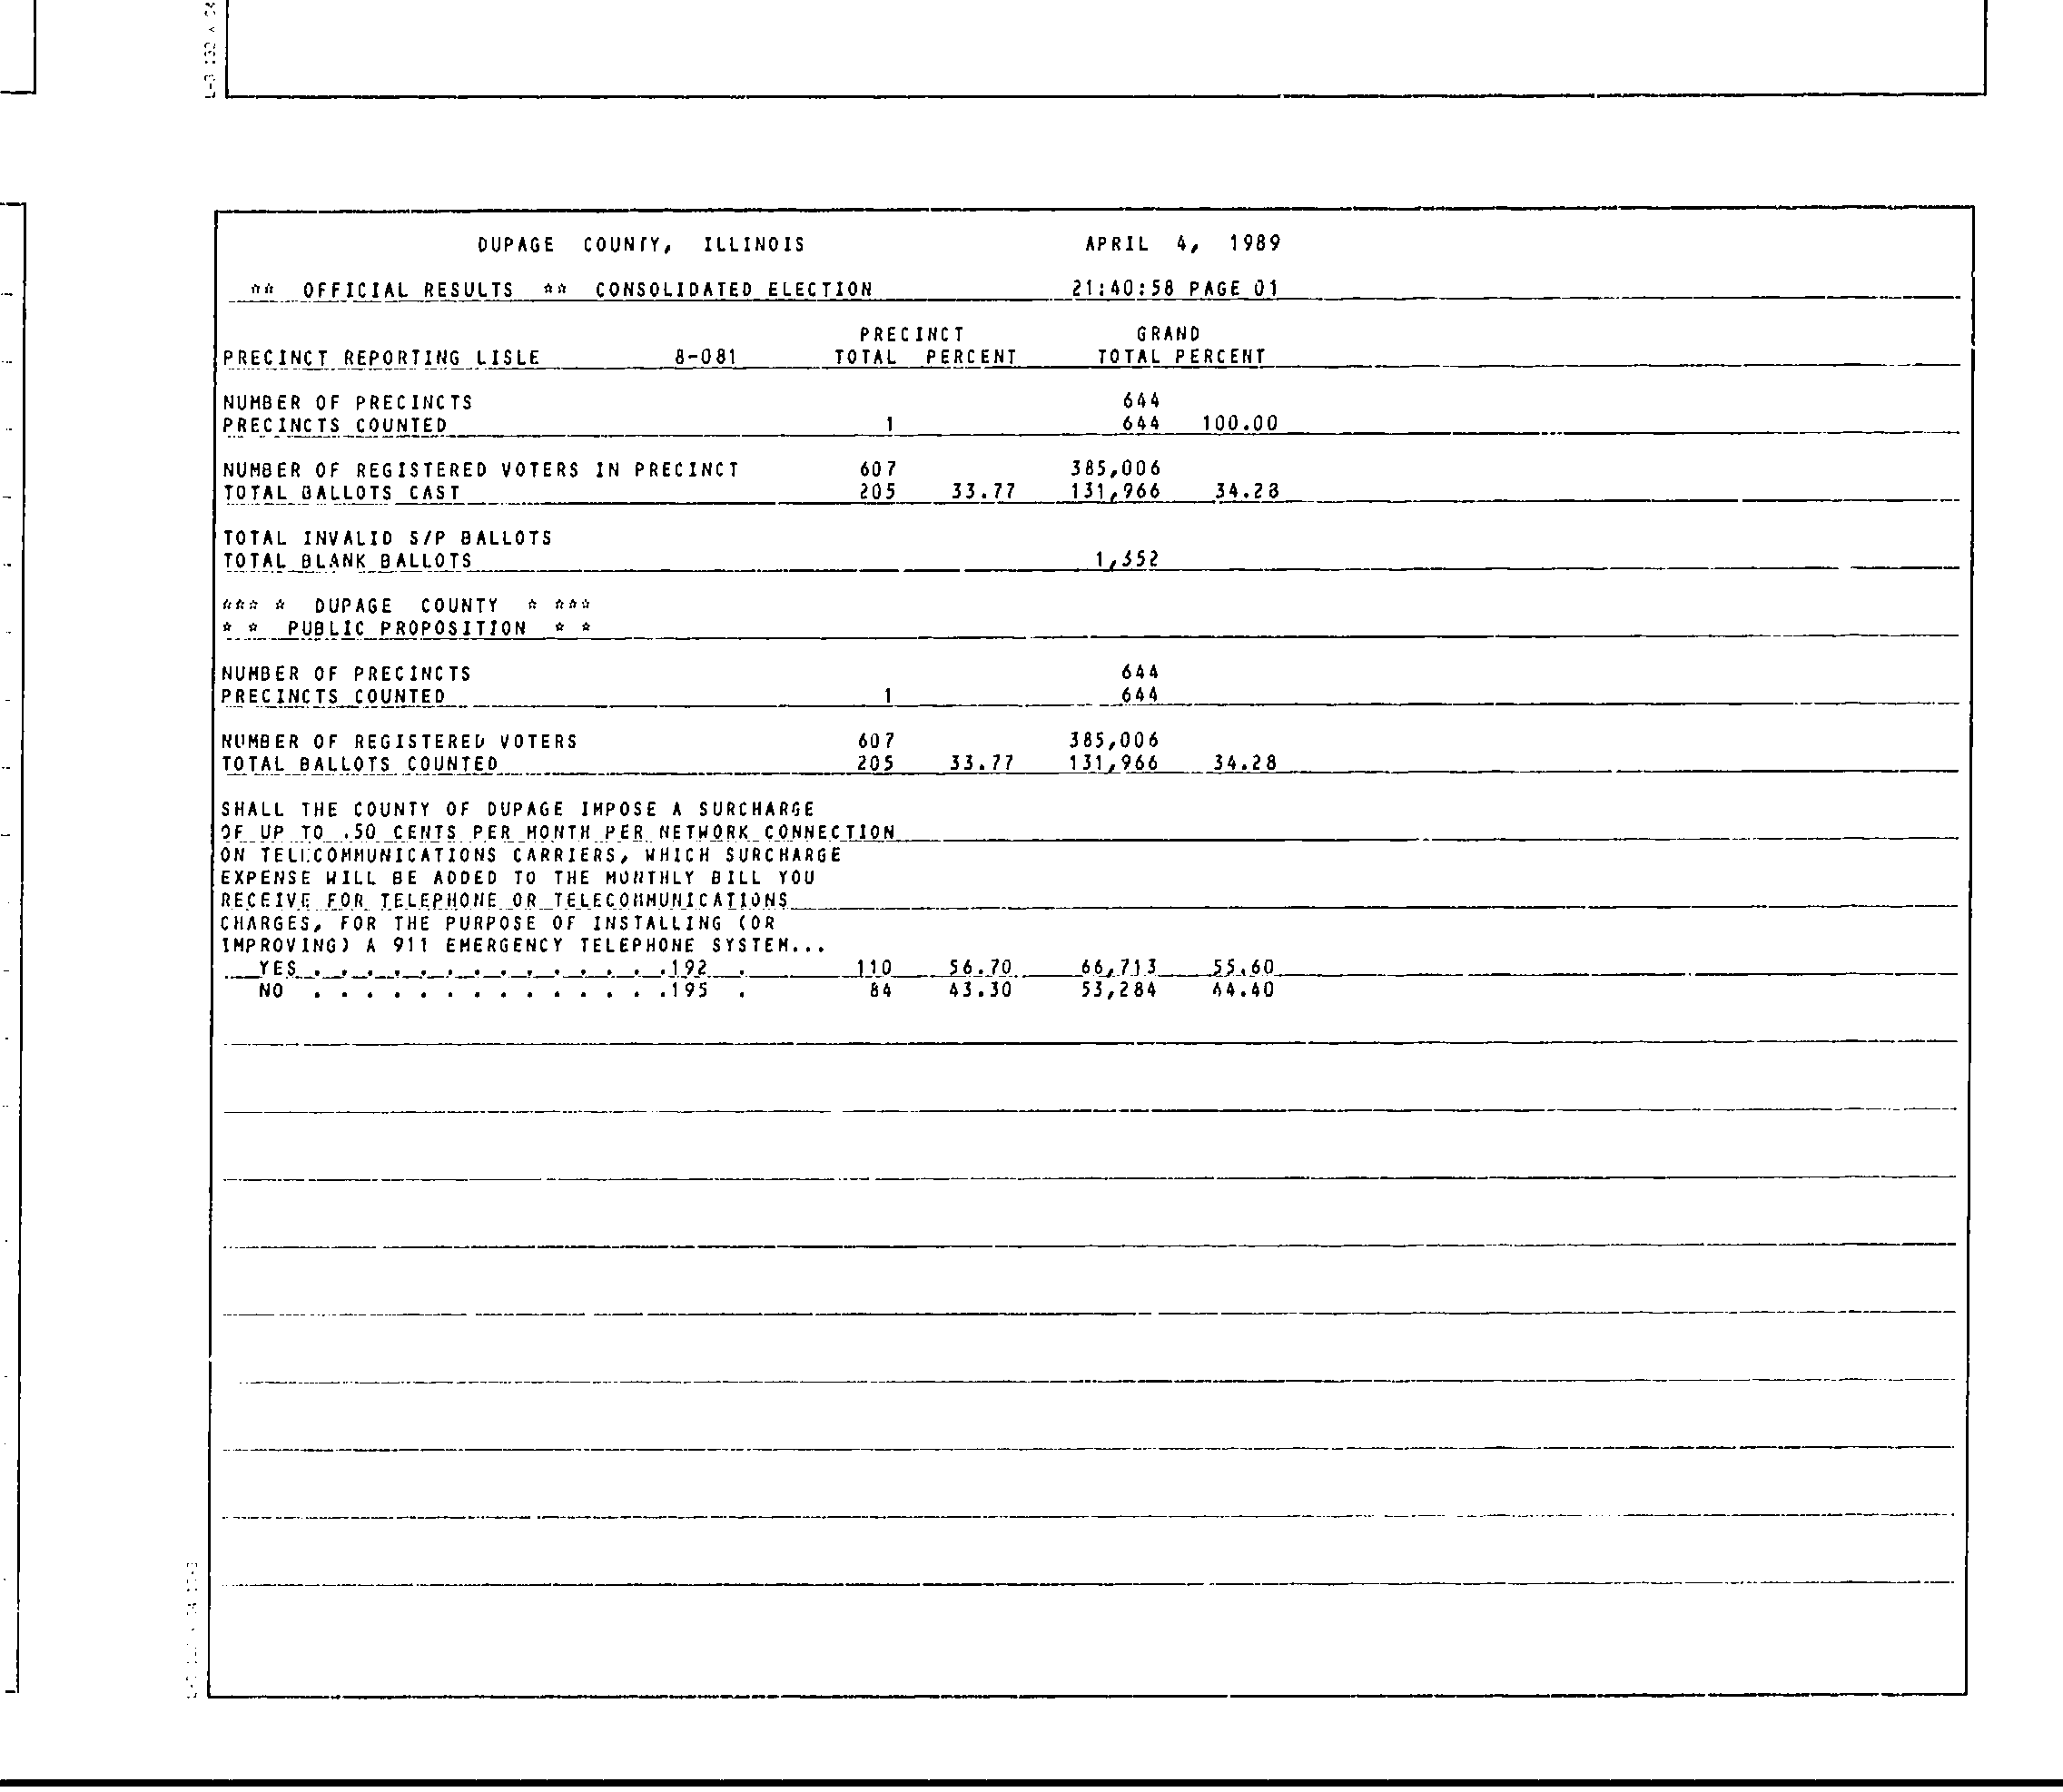 DUPAGE COUNTY, ILLINOIS APRIL 4, 1989
** OFFICIAL RESULTS ** CONSOLIDATED ELECTION 21:40:58 PAGE 01
PRECINCT GRAND
PRECINCT REPORTING LISLE 8-081 TOTAL PERCENT TOTAL PERCENT
NUMBER OF PRECINCTS 644
PRECINCTS COUNTED 1 644 100.00
NUMBER OF REGISTERED VOTERS IN PRECINCT 607 385,006
TOTAL BALLOTS CAST 205 33.77 131,966 34.28
TOTAL INVALID S/P BALLOTS
TOTAL BLANK BALLOTS 1,352
*** * DUPAGE COUNTY * ***
* * PUBLIC PROPOSITION * *
NUMBER OF PRECINCTS 644
PRECINCTS COUNTED 1 644
NUMBER OF REGISTERED VOTERS 607 385,006
TOTAL BALLOTS COUNTED 205 33.77 131,966 34.28
SHALL THE COUNTY OF DUPAGE IMPOSE A SURCHARGE
OF UP TO .50 CENTS PER MONTH PER NETWORK CONNECTION
ON TELECOMMUNICATIONS CARRIERS, WHICH SURCHARGE
EXPENSE WILL BE ADDED TO THE MONTHLY BILL YOU
RECEIVE FOR TELEPHONE OR TELECOMMUNICATIONS
CHARGES, FOR THE PURPOSE OF INSTALLING (OR
IMPROVING) A 911 EMERGENCY TELEPHONE SYSTEM...
YES . . . . . . . . . . . . . .192 . 110 56.70 66,713 55.60
NO . . . . . . . . . . . . . .195 . 84 43.30 53,284 44.40